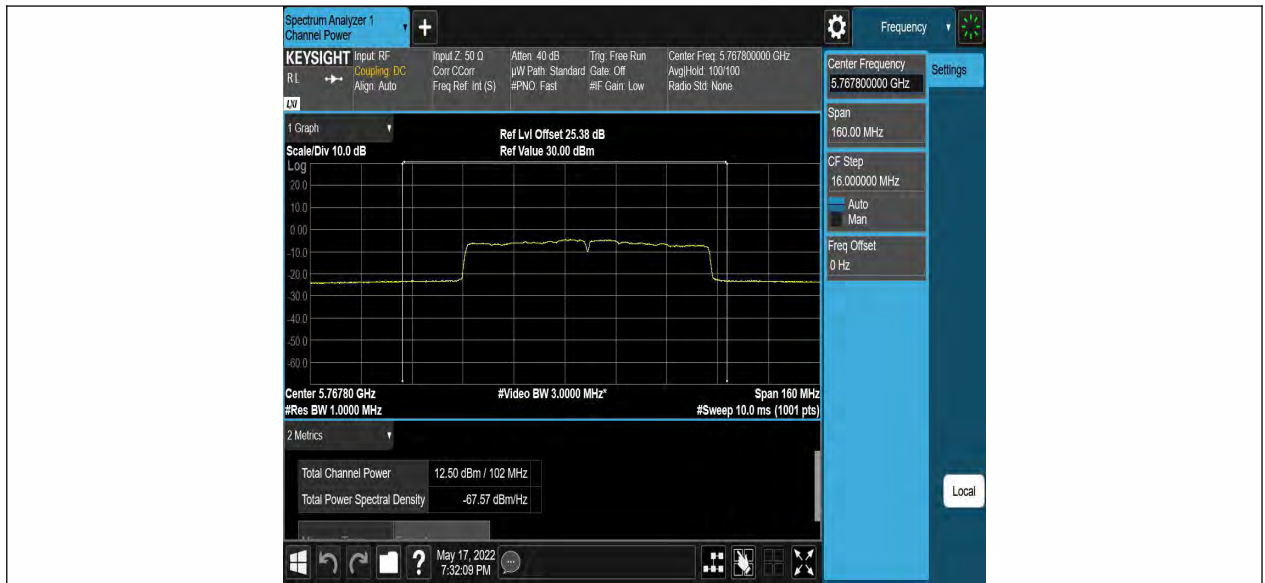 Spectrum Analyzer 1
Channel Power
+
Frequency
KEYSIGHT
RL
LXI
Input: RF
Coupling: DC
Align: Auto
Input Z: 50 Ω
Corr CCorr
Freq Ref: Int (S)
Atten: 40 dB
µW Path: Standard
#PNO: Fast
Trig: Free Run
Gate: Off
#IF Gain: Low
Center Freq: 5.767800000 GHz
Avg|Hold: 100/100
Radio Std: None
Center Frequency
5.767800000 GHz
Settings
Span
160.00 MHz
CF Step
16.000000 MHz
Auto
Man
Freq Offset
0 Hz
1 Graph
Scale/Div 10.0 dB
Ref Lvl Offset 25.38 dB
Ref Value 30.00 dBm
Log
20.0
10.0
0.00
-10.0
-20.0
-30.0
-40.0
-50.0
-60.0
Center 5.76780 GHz
#Video BW 3.0000 MHz*
Span 160 MHz
#Res BW 1.0000 MHz
#Sweep 10.0 ms (1001 pts)
2 Metrics
Total Channel Power 12.50 dBm / 102 MHz
Total Power Spectral Density -67.57 dBm/Hz
Local
?
May 17, 2022
7:32:09 PM